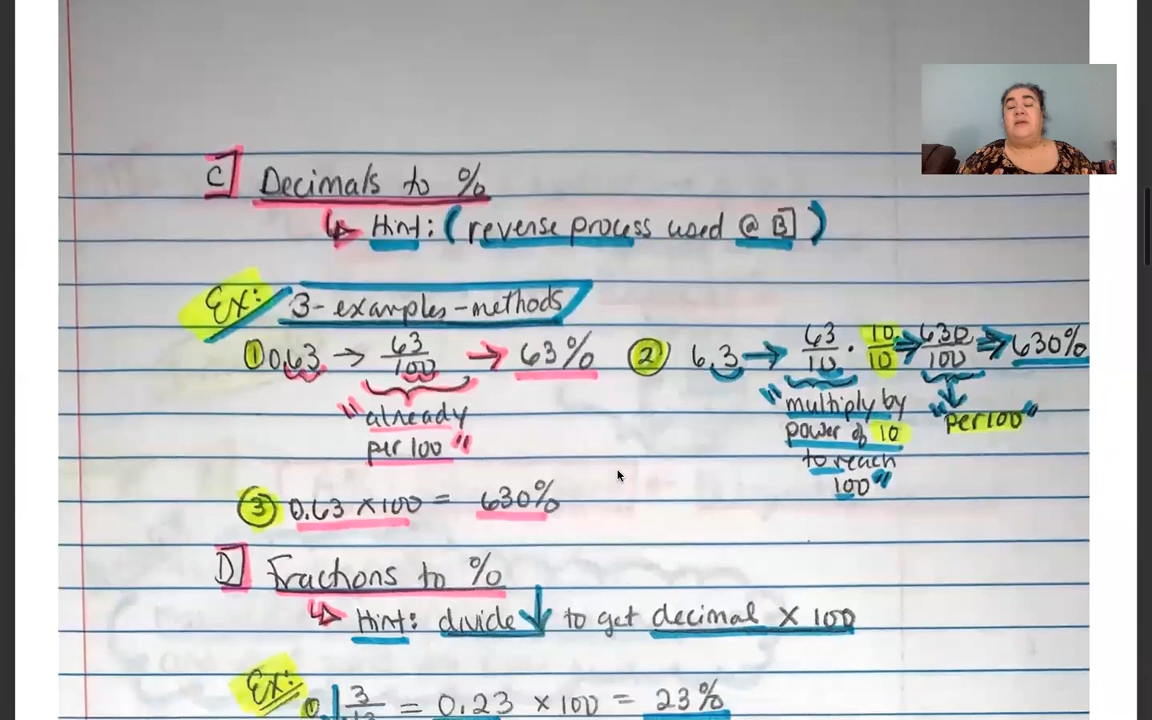 C] Decimals to %
Hint: (reverse process used @ B])
Ex: 3-examples-methods
① 0.63 → 63/100 → 63%
"already
per 100"
② 6.3 → 63/10 · 10/10 ⇒ 630/100 ⇒ 630%
"multiply by
power of 10
to reach
100"
"per 100"
③ 0.63 x100 = 630%
D] Fractions to %
Hint: divide ↓ to get decimal x 100
Ex: = 0.23 x 100 = 23%